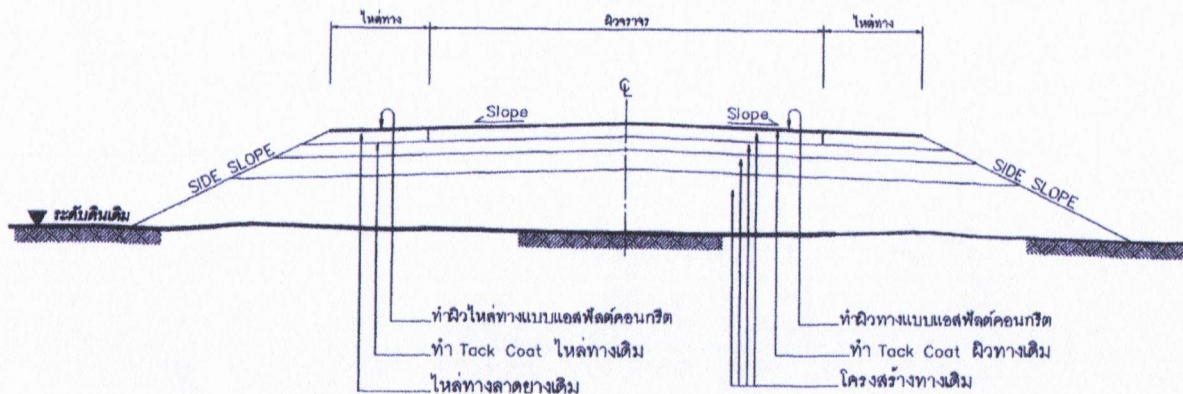 ไหล่ทาง ผิวจราจร ไหล่ทาง
℄
Slope Slope
SIDE SLOPE SIDE SLOPE
ระดับดินเดิม
ทำผิวไหล่ทางแบบแอสฟัลต์คอนกรีต ทำผิวทางแบบแอสฟัลต์คอนกรีต
ทำ Tack Coat ไหล่ทางเดิม ทำ Tack Coat ผิวทางเดิม
ไหล่ทางลาดยางเดิม โครงสร้างทางเดิม